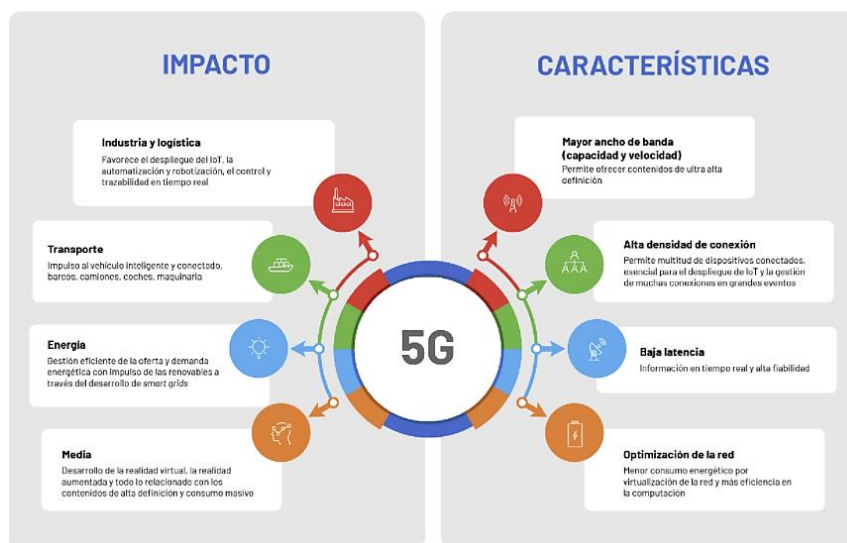 IMPACTO
Industria y logística
Favorece el despliegue del IoT, la
automatización y robotización, el control y
trazabilidad en tiempo real
Transporte
Impulso al vehículo inteligente y conectado,
barcos, camiones, coches, maquinaria
Energía
Gestión eficiente de la oferta y demanda
energética con impulso de las renovables a
través del desarrollo de smart grids
Media
Desarrollo de la realidad virtual, la realidad
aumentada y todo lo relacionado con los
contenidos de alta definición y consumo masivo
5G
CARACTERÍSTICAS
Mayor ancho de banda
(capacidad y velocidad)
Permite ofrecer contenidos de ultra alta
definición
Alta densidad de conexión
Permite multitud de dispositivos conectados,
esencial para el despliegue de IoT y la gestión
de muchas conexiones en grandes eventos
Baja latencia
Información en tiempo real y alta fiabilidad
Optimización de la red
Menor consumo energético por
virtualización de la red y más eficiencia en
la computación